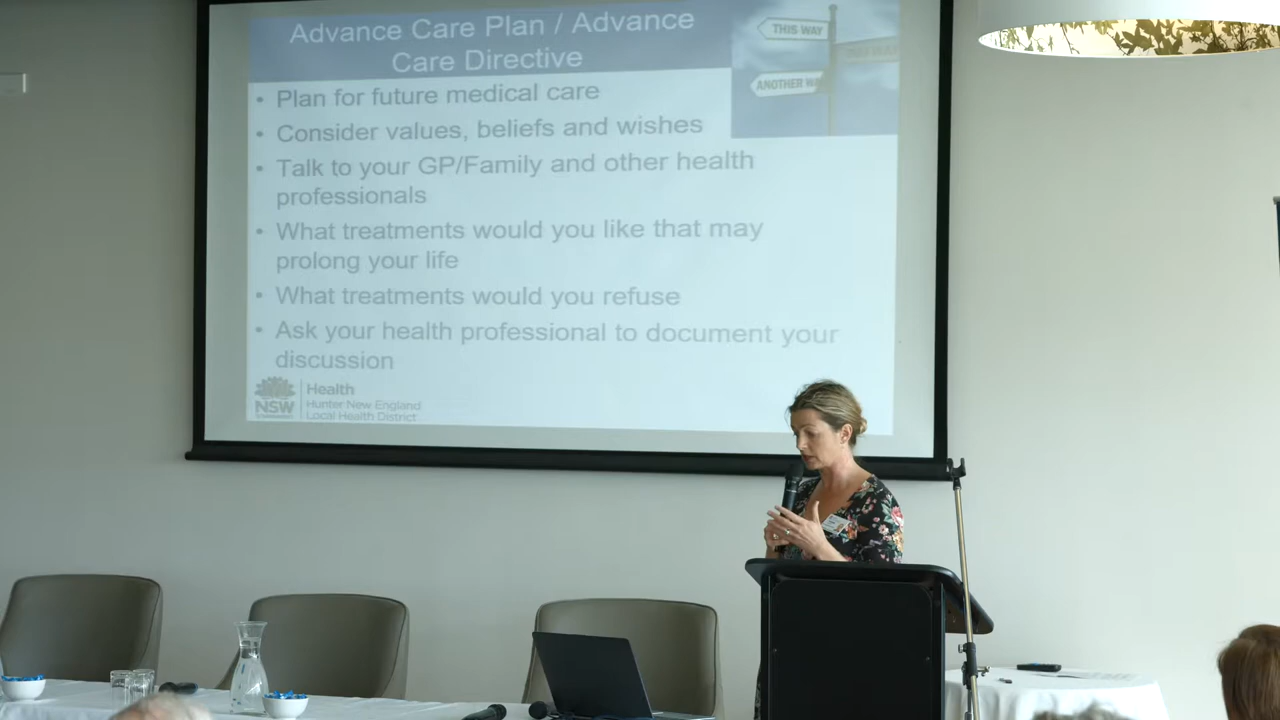 Advance Care Plan / Advance
Care Directive
THIS WAY
ANOTHER WAY
• Plan for future medical care
• Consider values, beliefs and wishes
• Talk to your GP/Family and other health
professionals
• What treatments would you like that may
prolong your life
• What treatments would you refuse
• Ask your health professional to document your
discussion
NSW
Health
Hunter New England
Local Health District